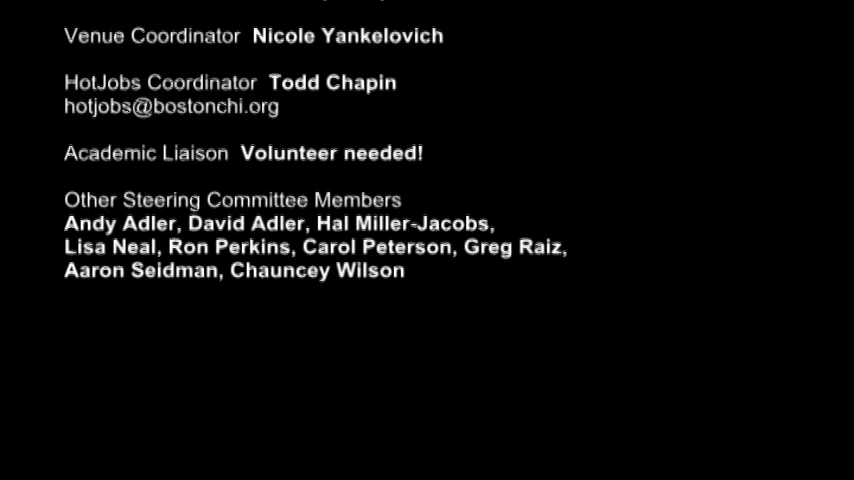 Venue Coordinator Nicole Yankelovich
HotJobs Coordinator Todd Chapin
hotjobs@bostonchi.org
Academic Liaison Volunteer needed!
Other Steering Committee Members
Andy Adler, David Adler, Hal Miller-Jacobs,
Lisa Neal, Ron Perkins, Carol Peterson, Greg Raiz,
Aaron Seidman, Chauncey Wilson